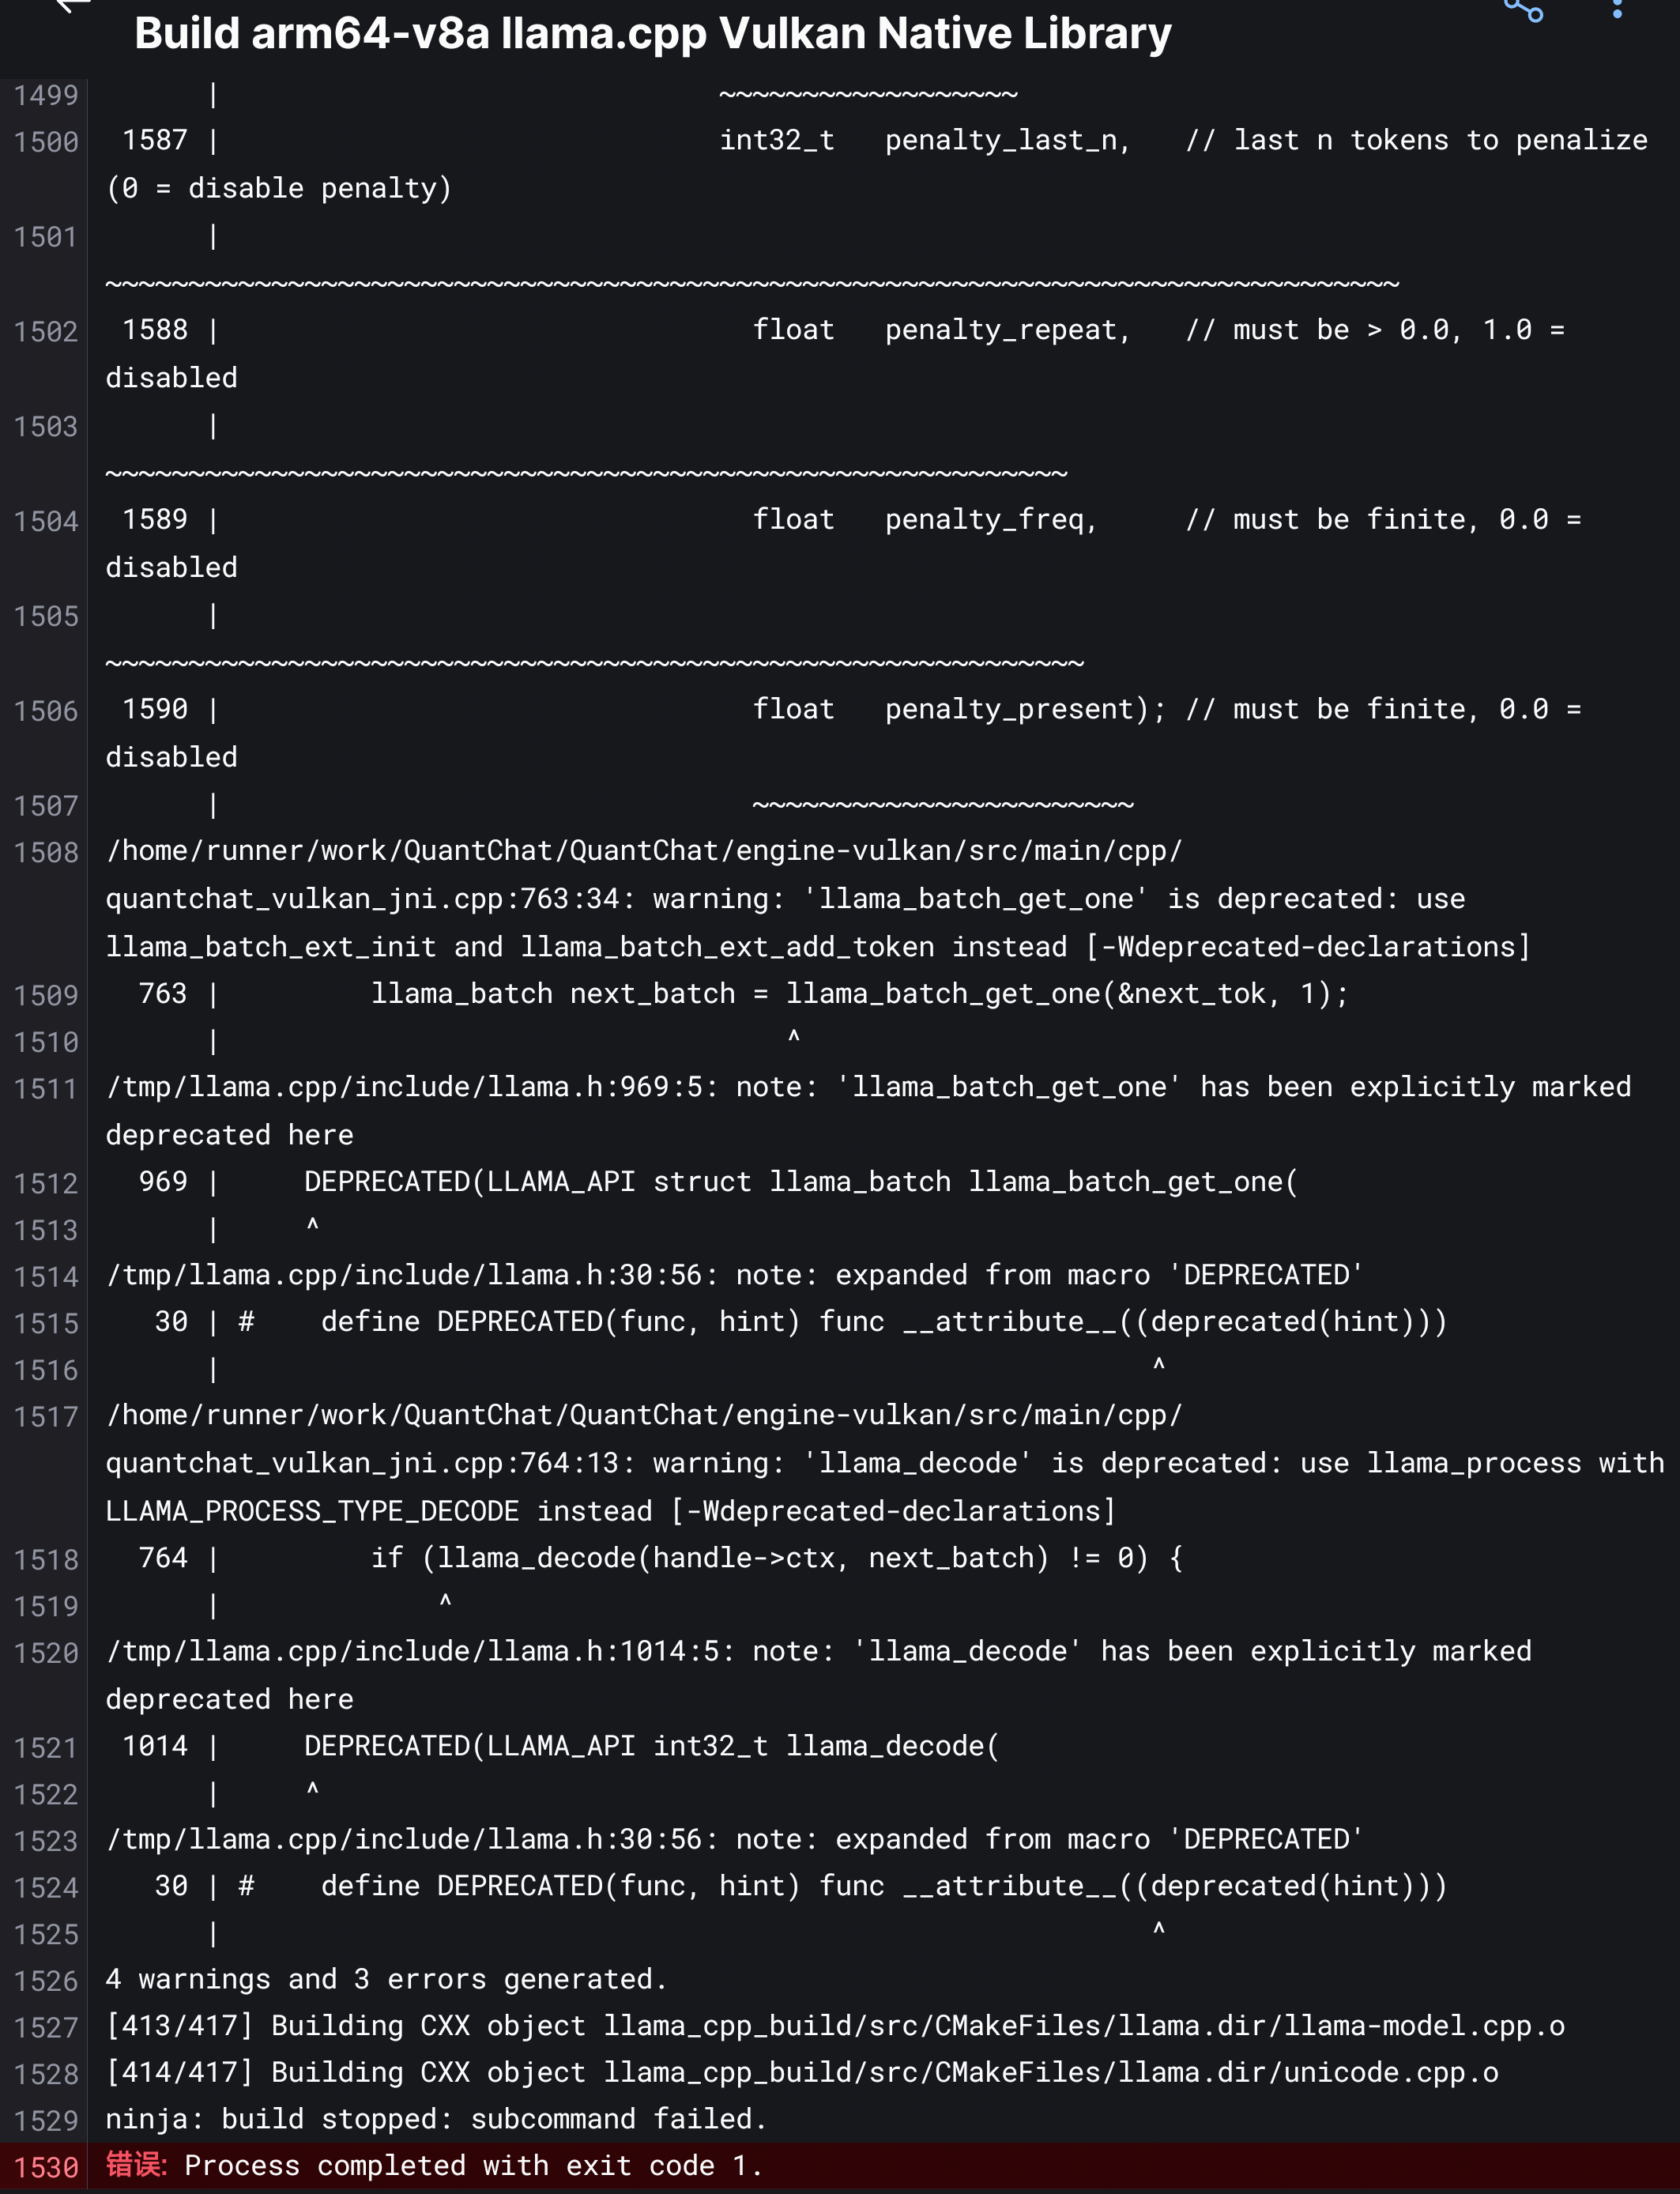 Build arm64-v8a llama.cpp Vulkan Native Library
1499       |                              ~~~~~~~~~~~~~~~~~~
1500  1587 |                              int32_t   penalty_last_n,   // last n tokens to penalize
(0 = disable penalty)
1501       |
~~~~~~~~~~~~~~~~~~~~~~~~~~~~~~~~~~~~~~~~~~~~~~~~~~~~~~~~~~~~~~~~~~~~~~~~~~~~~~
1502  1588 |                                float   penalty_repeat,   // must be > 0.0, 1.0 =
disabled
1503       |
~~~~~~~~~~~~~~~~~~~~~~~~~~~~~~~~~~~~~~~~~~~~~~~~~~~~~~~~~~
1504  1589 |                                float   penalty_freq,     // must be finite, 0.0 =
disabled
1505       |
~~~~~~~~~~~~~~~~~~~~~~~~~~~~~~~~~~~~~~~~~~~~~~~~~~~~~~~~~~~
1506  1590 |                                float   penalty_present); // must be finite, 0.0 =
disabled
1507       |                                ~~~~~~~~~~~~~~~~~~~~~~~
1508 /home/runner/work/QuantChat/QuantChat/engine-vulkan/src/main/cpp/
quantchat_vulkan_jni.cpp:763:34: warning: 'llama_batch_get_one' is deprecated: use
llama_batch_ext_init and llama_batch_ext_add_token instead [-Wdeprecated-declarations]
1509   763 |         llama_batch next_batch = llama_batch_get_one(&next_tok, 1);
1510       |                                  ^
1511 /tmp/llama.cpp/include/llama.h:969:5: note: 'llama_batch_get_one' has been explicitly marked
deprecated here
1512   969 |     DEPRECATED(LLAMA_API struct llama_batch llama_batch_get_one(
1513       |     ^
1514 /tmp/llama.cpp/include/llama.h:30:56: note: expanded from macro 'DEPRECATED'
1515    30 | #    define DEPRECATED(func, hint) func __attribute__((deprecated(hint)))
1516       |                                                        ^
1517 /home/runner/work/QuantChat/QuantChat/engine-vulkan/src/main/cpp/
quantchat_vulkan_jni.cpp:764:13: warning: 'llama_decode' is deprecated: use llama_process with
LLAMA_PROCESS_TYPE_DECODE instead [-Wdeprecated-declarations]
1518   764 |         if (llama_decode(handle->ctx, next_batch) != 0) {
1519       |             ^
1520 /tmp/llama.cpp/include/llama.h:1014:5: note: 'llama_decode' has been explicitly marked
deprecated here
1521  1014 |     DEPRECATED(LLAMA_API int32_t llama_decode(
1522       |     ^
1523 /tmp/llama.cpp/include/llama.h:30:56: note: expanded from macro 'DEPRECATED'
1524    30 | #    define DEPRECATED(func, hint) func __attribute__((deprecated(hint)))
1525       |                                                        ^
1526 4 warnings and 3 errors generated.
1527 [413/417] Building CXX object llama_cpp_build/src/CMakeFiles/llama.dir/llama-model.cpp.o
1528 [414/417] Building CXX object llama_cpp_build/src/CMakeFiles/llama.dir/unicode.cpp.o
1529 ninja: build stopped: subcommand failed.
1530 错误: Process completed with exit code 1.